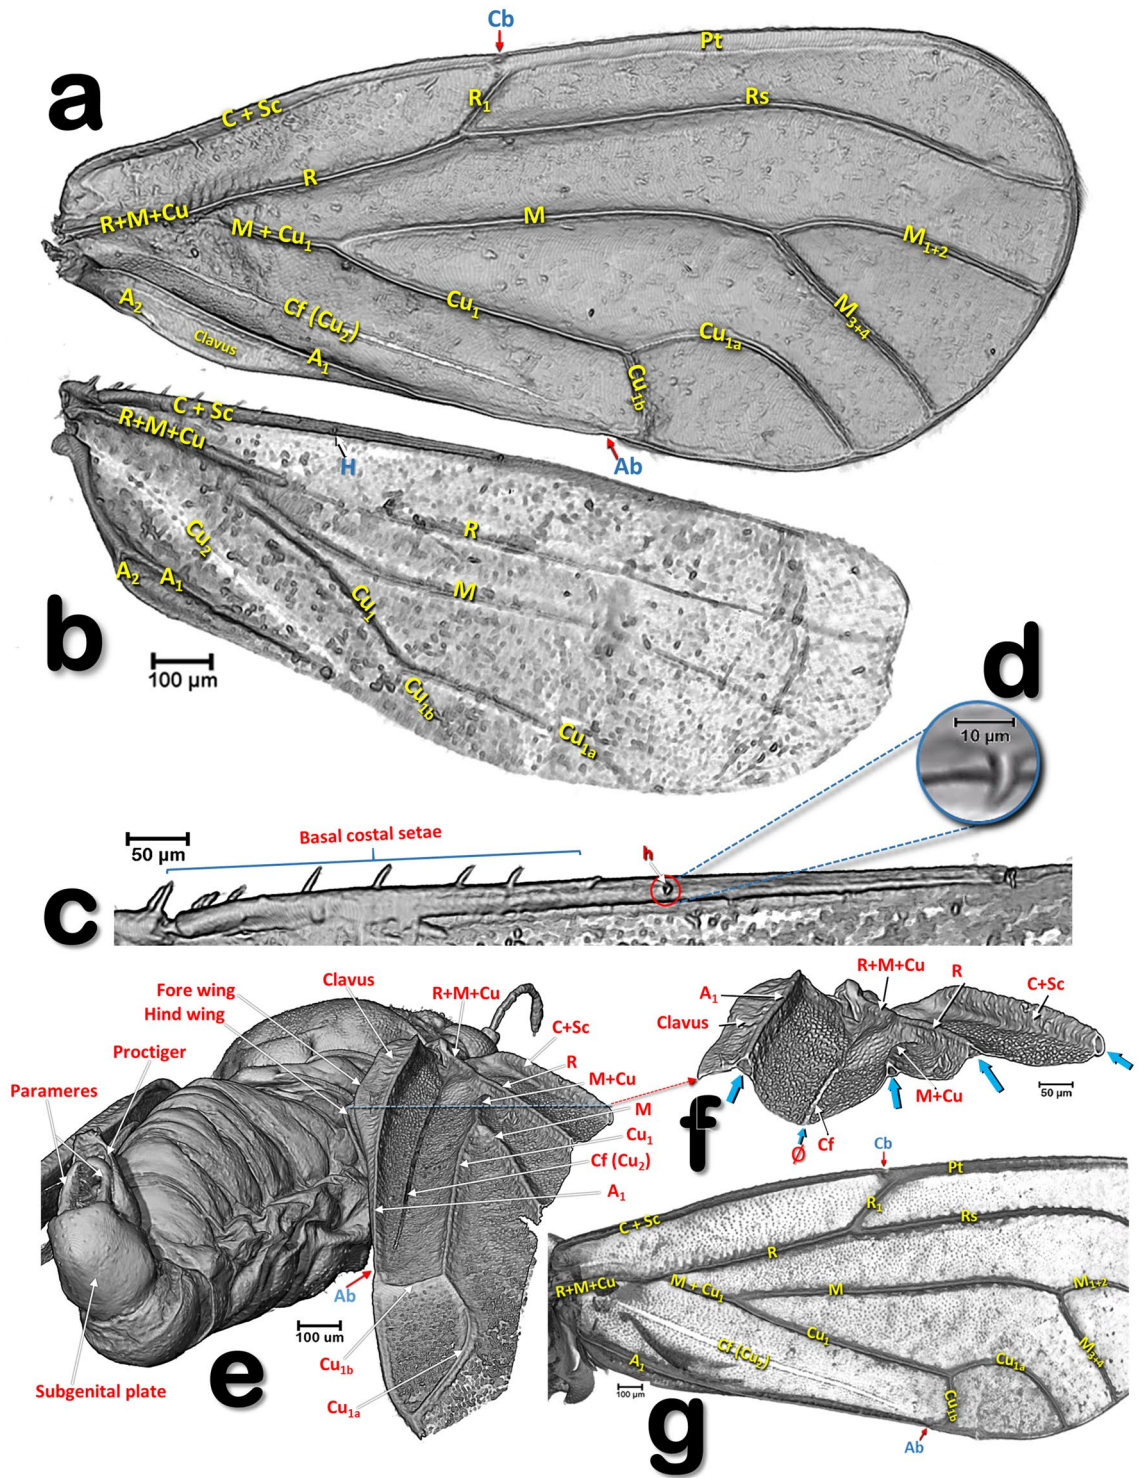 a
Cb
Pt
C + Sc
R₁
Rs
R
R+M+Cu
M + Cu₁
M
M₁₊₂
A₂
Clavus
Cf (Cu₂)
Cu₁
A₁
Cu₁ₐ
M₃₊₄
Cu₁b
Ab
b
C + Sc
R+M+Cu
H
R
Cu₂
A₂
A₁
M
Cu₁
Cu₁b
Cu₁ₐ
100 µm
d
10 µm
c
50 µm
Basal costal setae
h
e
Fore wing
Hind wing
Proctiger
Parameres
Clavus
R+M+Cu
C+Sc
R
M+Cu
M
Cu₁
Cf (Cu₂)
A₁
Ab
100 um
Cu₁b
Cu₁ₐ
Subgenital plate
f
R+M+Cu
R
C+Sc
A₁
Clavus
M+Cu
Cf
Ø
50 µm
g
Cb
Pt
C + Sc
R₁
Rs
R
R+M+Cu
M + Cu₁
M
M₁₊₂
Cu₁
Cf (Cu₂)
A₁
Cu₁ₐ
M₃₊₄
Cu₁b
100 µm
Ab